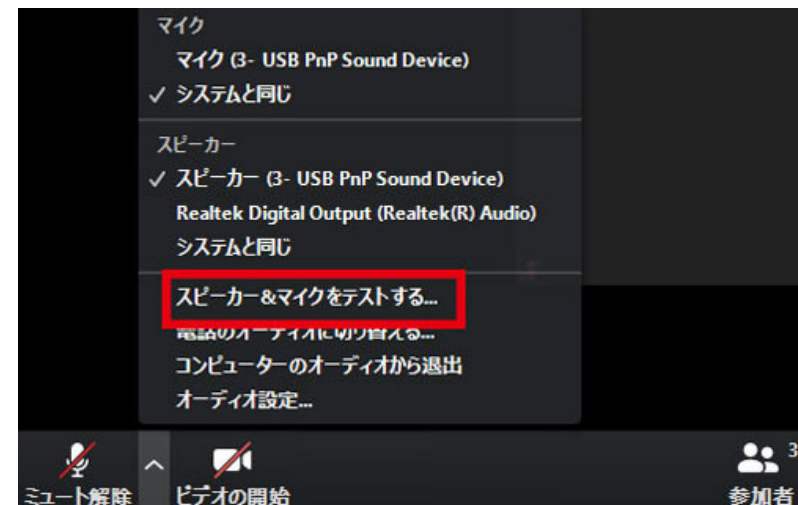 マイク
マイク (3- USB PnP Sound Device)
✓ システムと同じ
スピーカー
✓ スピーカー (3- USB PnP Sound Device)
Realtek Digital Output (Realtek(R) Audio)
システムと同じ
スピーカー&マイクをテストする...
電話のオーディオに切り替える...
コンピューターのオーディオから退出
オーディオ設定...
ミュート解除 ビデオの開始 参加者 3